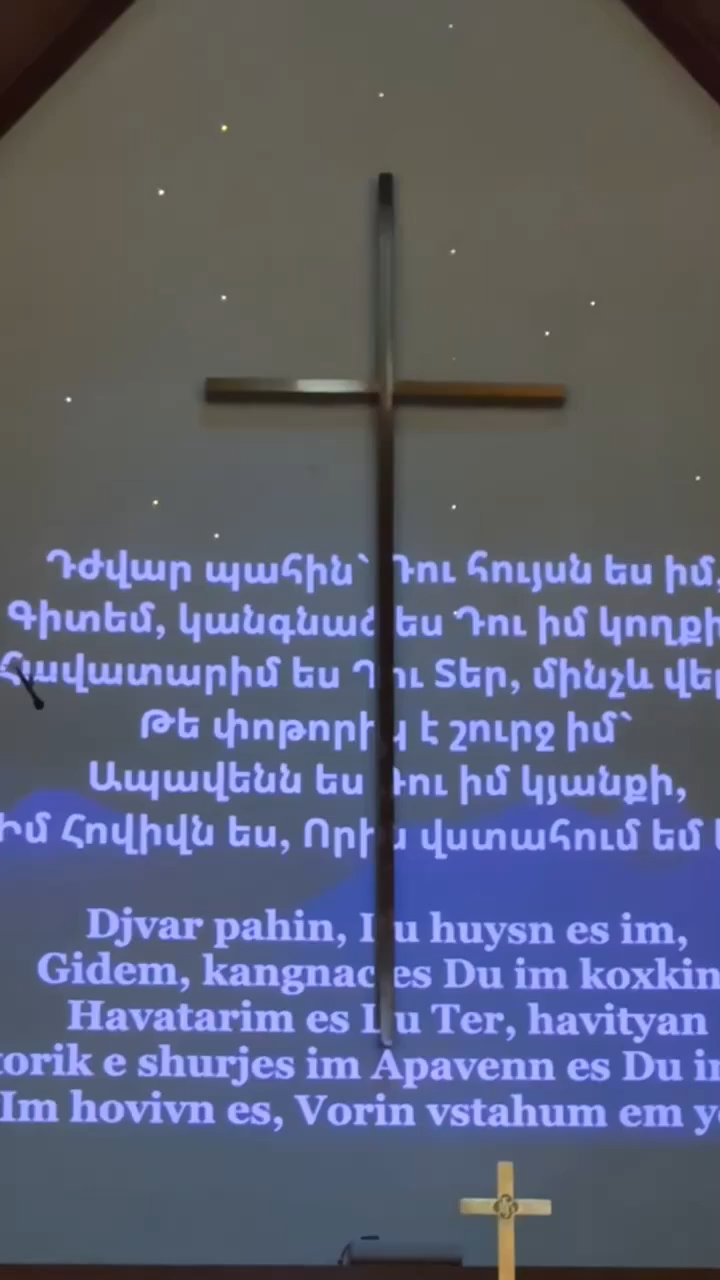 Դժվար պահին՝ Դու հույսն ես իմ,
Գիտեմ, կանգնած ես Դու իմ կողքի
Հավատարիմ ես Դու Տեր, մինչև
Թե փոթորիկ է շուրջ իմ՝
Ապավենն ես Դու իմ կյանքի,
Իմ Հովիվն ես, Որին վստահում եմ
Djvar pahin, Du huysn es im,
Gidem, kangnac es Du im koxkin
Havatarim es Du Ter, havityan
torik e shurjes im Apavenn es Du
Im hovivn es, Vorin vstahum em